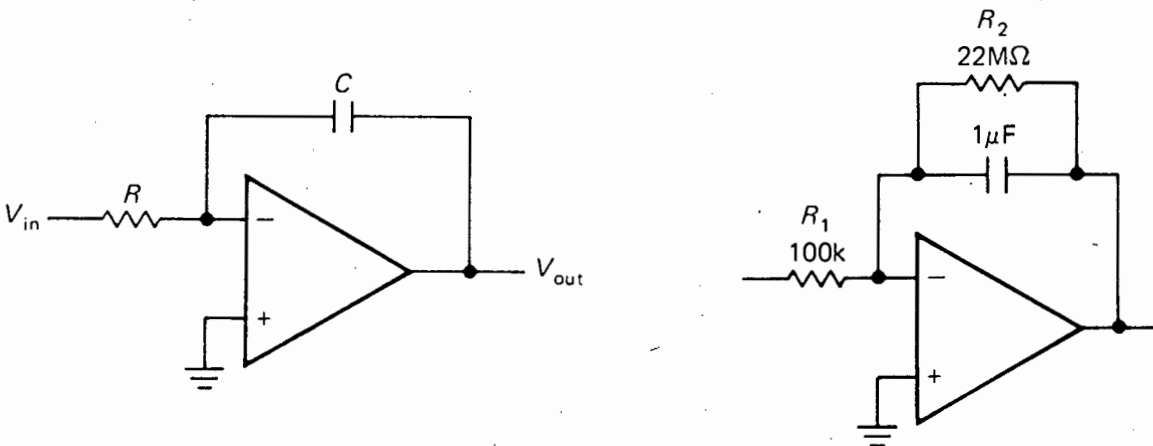 C
R
V_in
−
+
V_out
R_2
22MΩ
1μF
R_1
100k
−
+